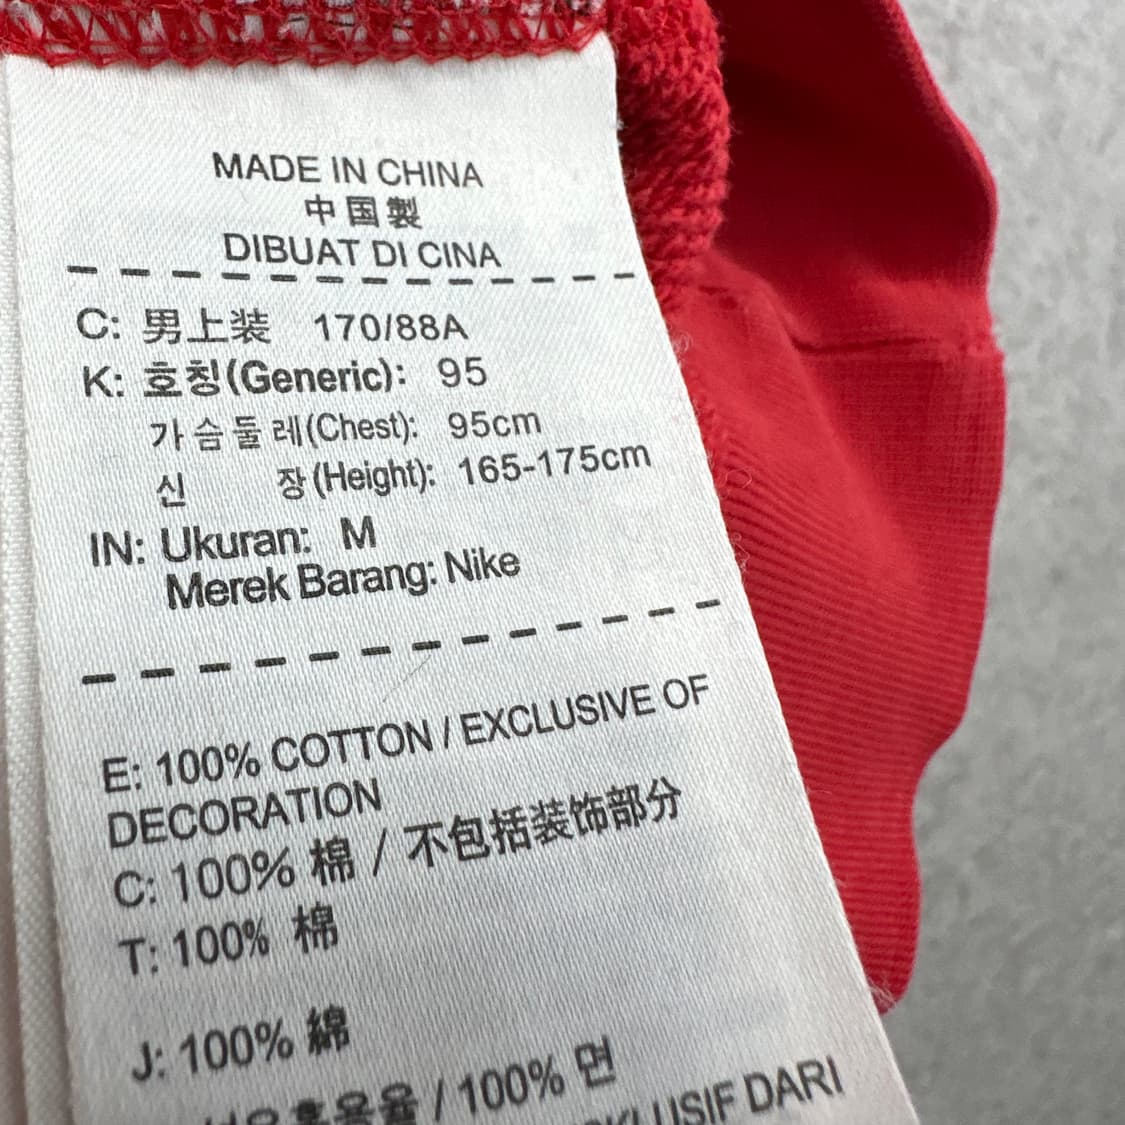 MADE IN CHINA
中国製
DIBUAT DI CINA
C: 男上装 170/88A
K: 호칭(Generic): 95
가슴둘레(Chest): 95cm
신 장(Height): 165-175cm
IN: Ukuran: M
Merek Barang: Nike
E: 100% COTTON / EXCLUSIVE OF
DECORATION
C: 100% 棉 / 不包括装饰部分
T: 100% 棉
J: 100% 綿
/ 100% 면
DARI